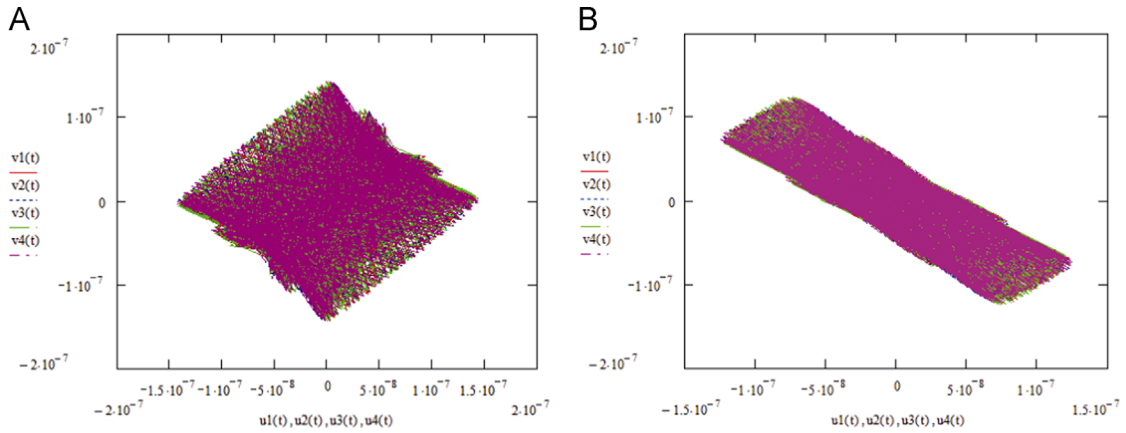 A
2·10⁻⁷
1·10⁻⁷
v1(t)
v2(t)
0
v3(t)
v4(t)
−1·10⁻⁷
−2·10⁻⁷
−1.5·10⁻⁷ −1·10⁻⁷ −5·10⁻⁸ 0 5·10⁻⁸ 1·10⁻⁷ 1.5·10⁻⁷
−2·10⁻⁷ 2·10⁻⁷
u1(t),u2(t),u3(t),u4(t)
B
2·10⁻⁷
1·10⁻⁷
v1(t)
v2(t)
0
v3(t)
v4(t)
−1·10⁻⁷
−2·10⁻⁷
−1·10⁻⁷ −5·10⁻⁸ 0 5·10⁻⁸ 1·10⁻⁷
−1.5·10⁻⁷ 1.5·10⁻⁷
u1(t),u2(t),u3(t),u4(t)